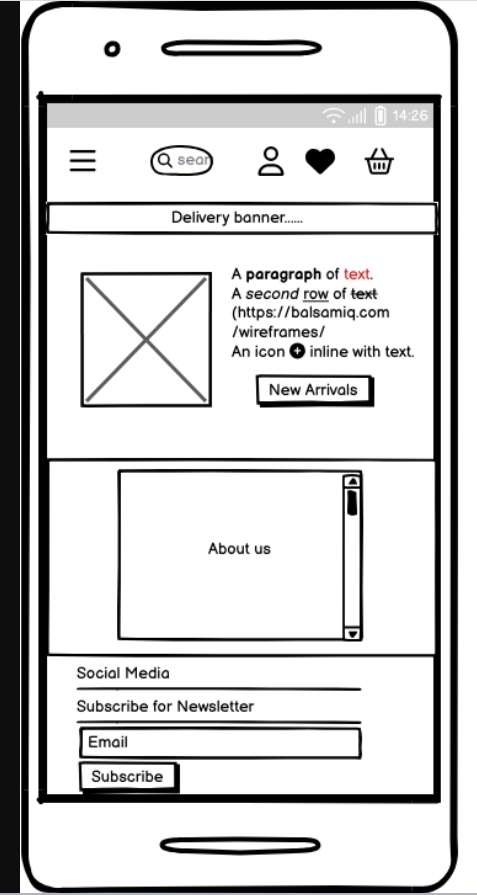 14:26
sear
Delivery banner......
A paragraph of text.
A second row of text
(https://balsamiq.com
/wireframes/
An icon inline with text.
New Arrivals
About us
Social Media
Subscribe for Newsletter
Email
Subscribe